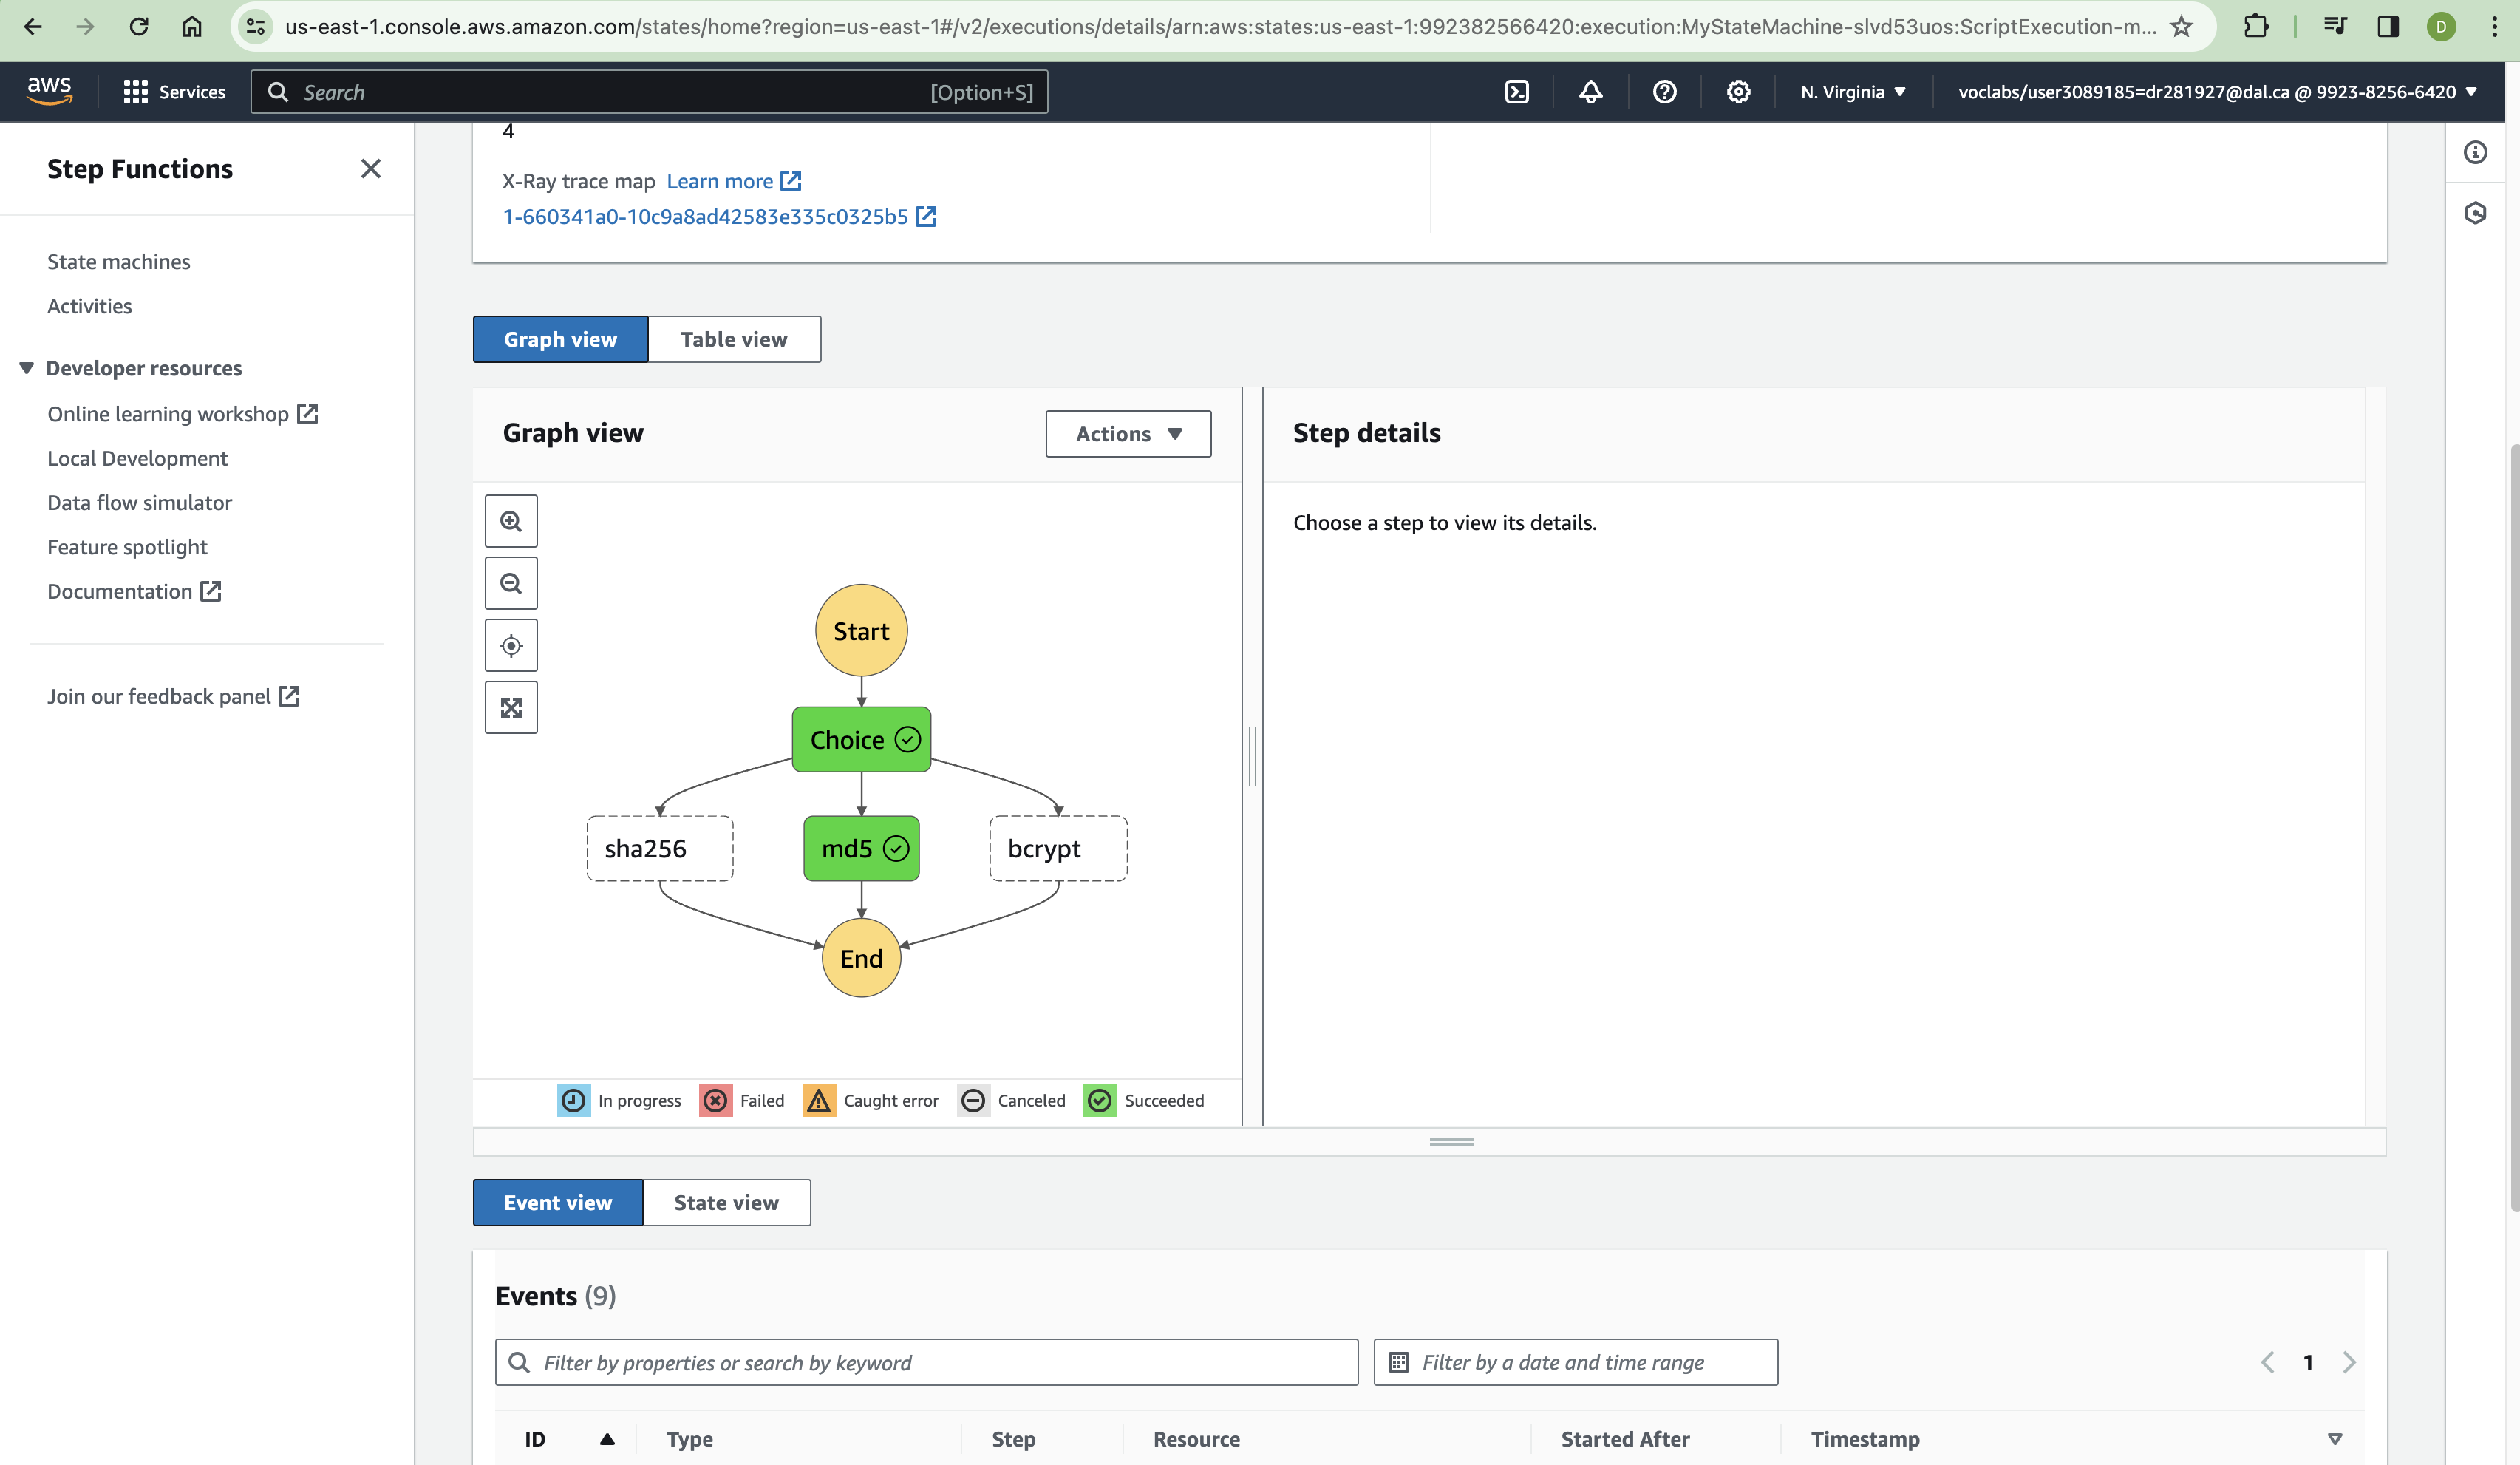 us-east-1.console.aws.amazon.com/states/home?region=us-east-1#/v2/executions/details/arn:aws:states:us-east-1:992382566420:execution:MyStateMachine-slvd53uos:ScriptExecution-m...
D
aws
Services
Search
[Option+S]
N. Virginia
voclabs/user3089185=dr281927@dal.ca @ 9923-8256-6420
Step Functions
State machines
Activities
Developer resources
Online learning workshop
Local Development
Data flow simulator
Feature spotlight
Documentation
Join our feedback panel
4
X-Ray trace map Learn more
1-660341a0-10c9a8ad42583e335c0325b5
Graph view
Table view
Graph view
Actions
Start
Choice
sha256
md5
bcrypt
End
In progress
Failed
Caught error
Canceled
Succeeded
Step details
Choose a step to view its details.
Event view
State view
Events (9)
Filter by properties or search by keyword
Filter by a date and time range
1
ID
Type
Step
Resource
Started After
Timestamp